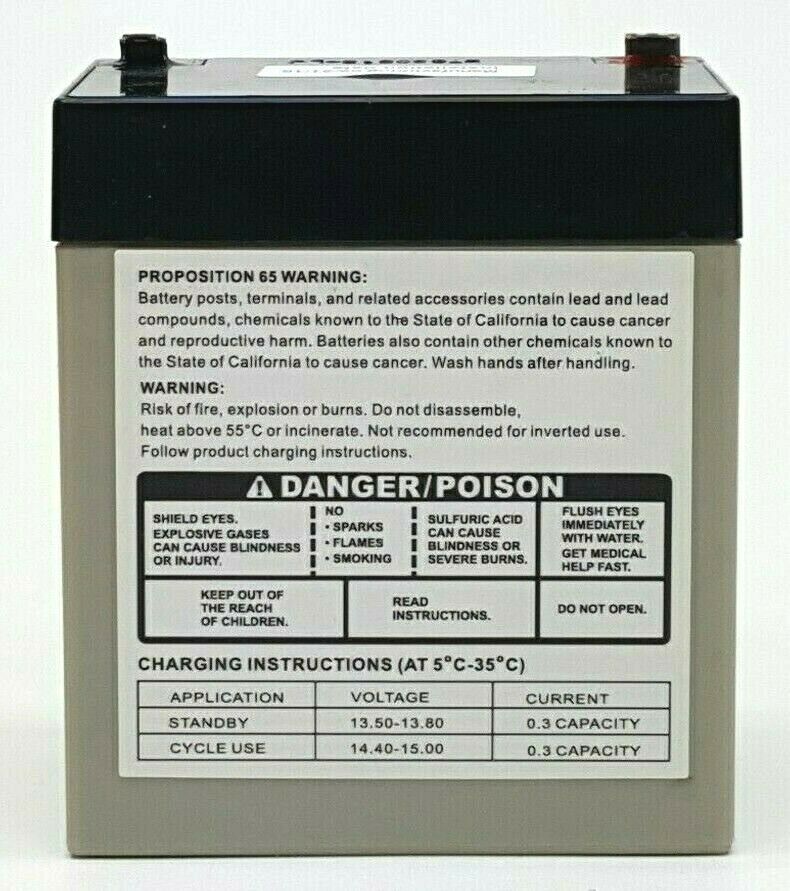 PROPOSITION 65 WARNING:
Battery posts, terminals, and related accessories contain lead and lead
compounds, chemicals known to the State of California to cause cancer
and reproductive harm. Batteries also contain other chemicals known to
the State of California to cause cancer. Wash hands after handling.
WARNING:
Risk of fire, explosion or burns. Do not disassemble,
heat above 55°C or incinerate. Not recommended for inverted use.
Follow product charging instructions.
DANGER/POISON
SHIELD EYES.
EXPLOSIVE GASES
CAN CAUSE BLINDNESS
OR INJURY.
NO
• SPARKS
• FLAMES
• SMOKING
SULFURIC ACID
CAN CAUSE
BLINDNESS OR
SEVERE BURNS.
FLUSH EYES
IMMEDIATELY
WITH WATER.
GET MEDICAL
HELP FAST.
KEEP OUT OF
THE REACH
OF CHILDREN.
READ
INSTRUCTIONS.
DO NOT OPEN.
CHARGING INSTRUCTIONS (AT 5°C-35°C)
APPLICATION VOLTAGE CURRENT
STANDBY 13.50-13.80 0.3 CAPACITY
CYCLE USE 14.40-15.00 0.3 CAPACITY